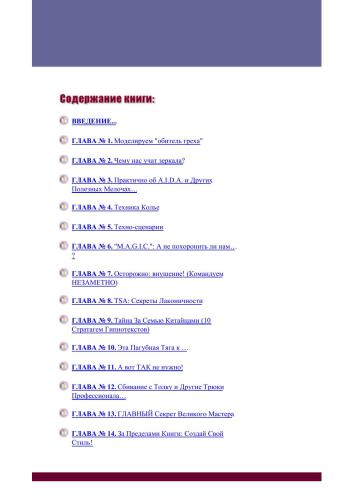 Содержание книги:
ВВЕДЕНИЕ...
ГЛАВА № 1. Моделируем "обитель греха"
ГЛАВА № 2. Чему нас учат зеркала?
ГЛАВА № 3. Практично об A.I.D.A. и Других
Полезных Мелочах…
ГЛАВА № 4. Техника Колье
ГЛАВА № 5. Техно-сценарии
ГЛАВА № 6. "M.A.G.I.C.": А не похоронить ли нам…
?
ГЛАВА № 7. Осторожно: внушение! (Командуем
НЕЗАМЕТНО)
ГЛАВА № 8. TSA: Секреты Лаконичности
ГЛАВА № 9. Тайна За Семью Китайцами (10
Стратагем Гипнотекстов)
ГЛАВА № 10. Эта Пагубная Тяга к …
ГЛАВА № 11. А вот ТАК не нужно!
ГЛАВА № 12. Сбивание с Толку и Другие Трюки
Профессионала…
ГЛАВА № 13. ГЛАВНЫЙ Секрет Великого Мастера
ГЛАВА № 14. За Пределами Книги: Создай Свой
Стиль!